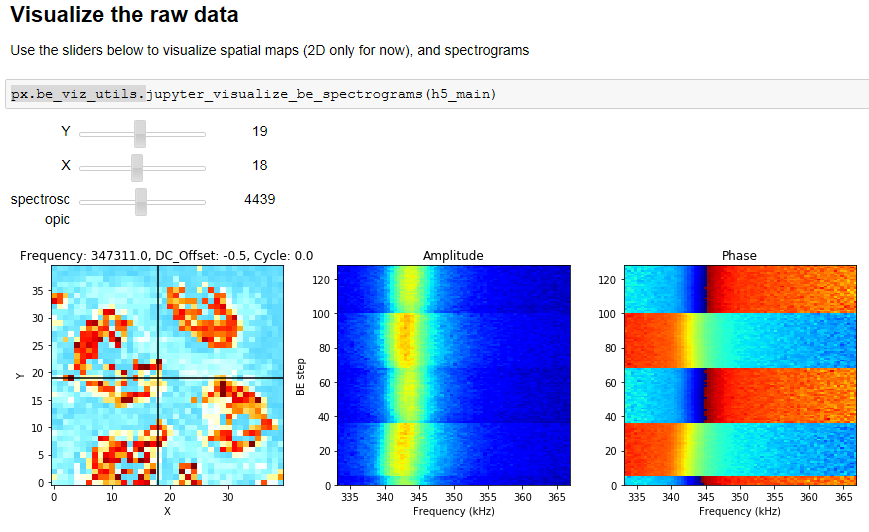 Visualize the raw data
Use the sliders below to visualize spatial maps (2D only for now), and spectrograms
px.be_viz_utils.jupyter_visualize_be_spectrograms(h5_main)
Y 19
X 18
spectrosc 4439
opic
Frequency: 347311.0, DC_Offset: -0.5, Cycle: 0.0
Y
35
30
25
20
15
10
5
0
0 10 20 30
X
Amplitude
BE step
120
100
80
60
40
20
0
335 340 345 350 355 360 365
Frequency (kHz)
Phase
120
100
80
60
40
20
0
335 340 345 350 355 360 365
Frequency (kHz)